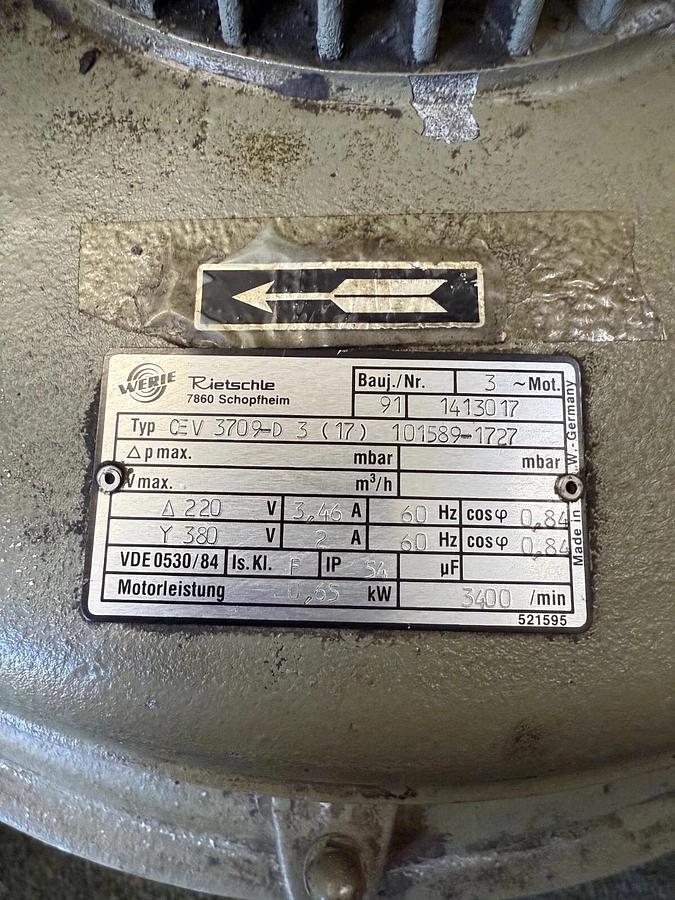 WERIE Rietschle
7860 Schopfheim
Bauj./Nr. 3 ~ Mot.
91 1413017
Typ CEV 3709-D 3 (17) 101589-1727
Δ p max. mbar mbar
V max. m³/h
Δ 220 V 3,46 A 60 Hz cosφ 0,84
Y 380 V 2 A 60 Hz cosφ 0,84
VDE 0530/84 Is. Kl. F IP 54 µF
Motorleistung 0,65 kW 3400 /min
521595
Made in W.-Germany